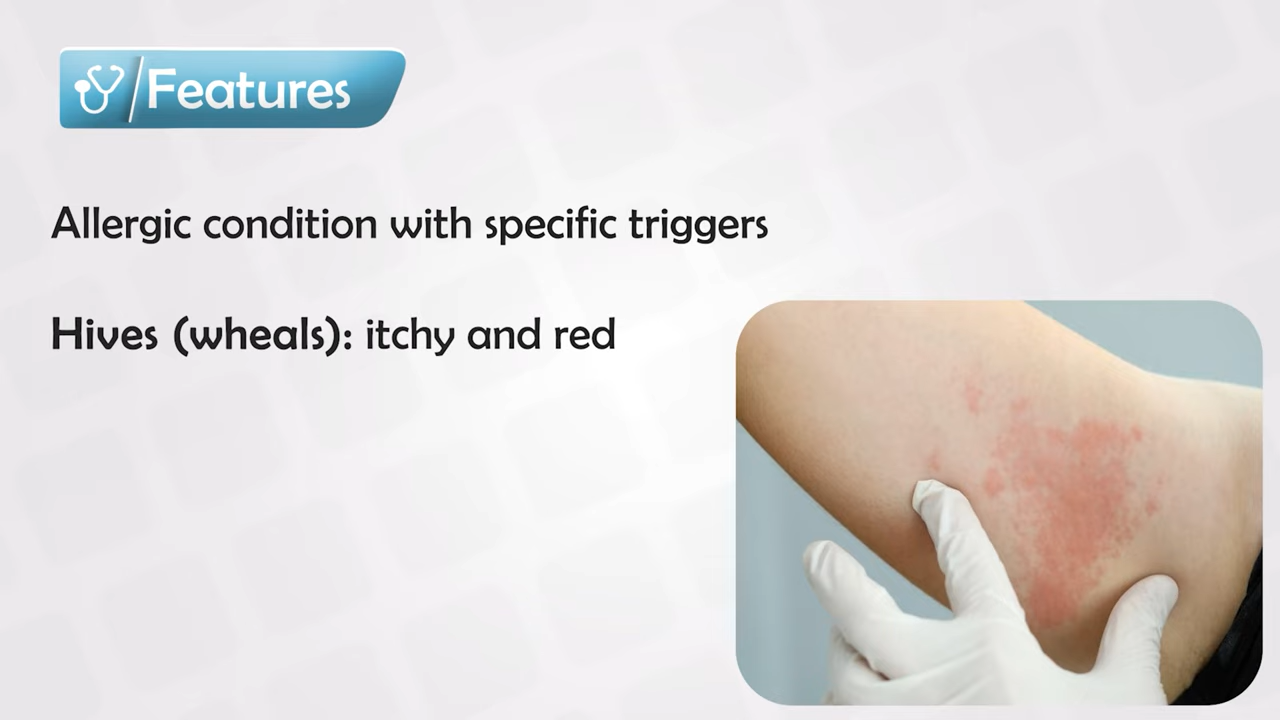 Features
Allergic condition with specific triggers
Hives (wheals): itchy and red